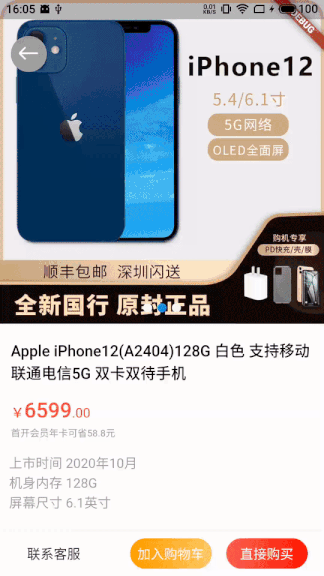 16:05
0.01
KB/S
100
DEBUG
iPhone12
5.4/6.1寸
5G网络
OLED全面屏
购机专享
PD快充/壳/膜
顺丰包邮 深圳闪送
全新国行 原封正品
Apple iPhone12(A2404)128G 白色 支持移动
联通电信5G 双卡双待手机
￥6599.00
首开会员年卡可省58.8元
上市时间 2020年10月
机身内存 128G
屏幕尺寸 6.1英寸
联系客服
加入购物车
直接购买